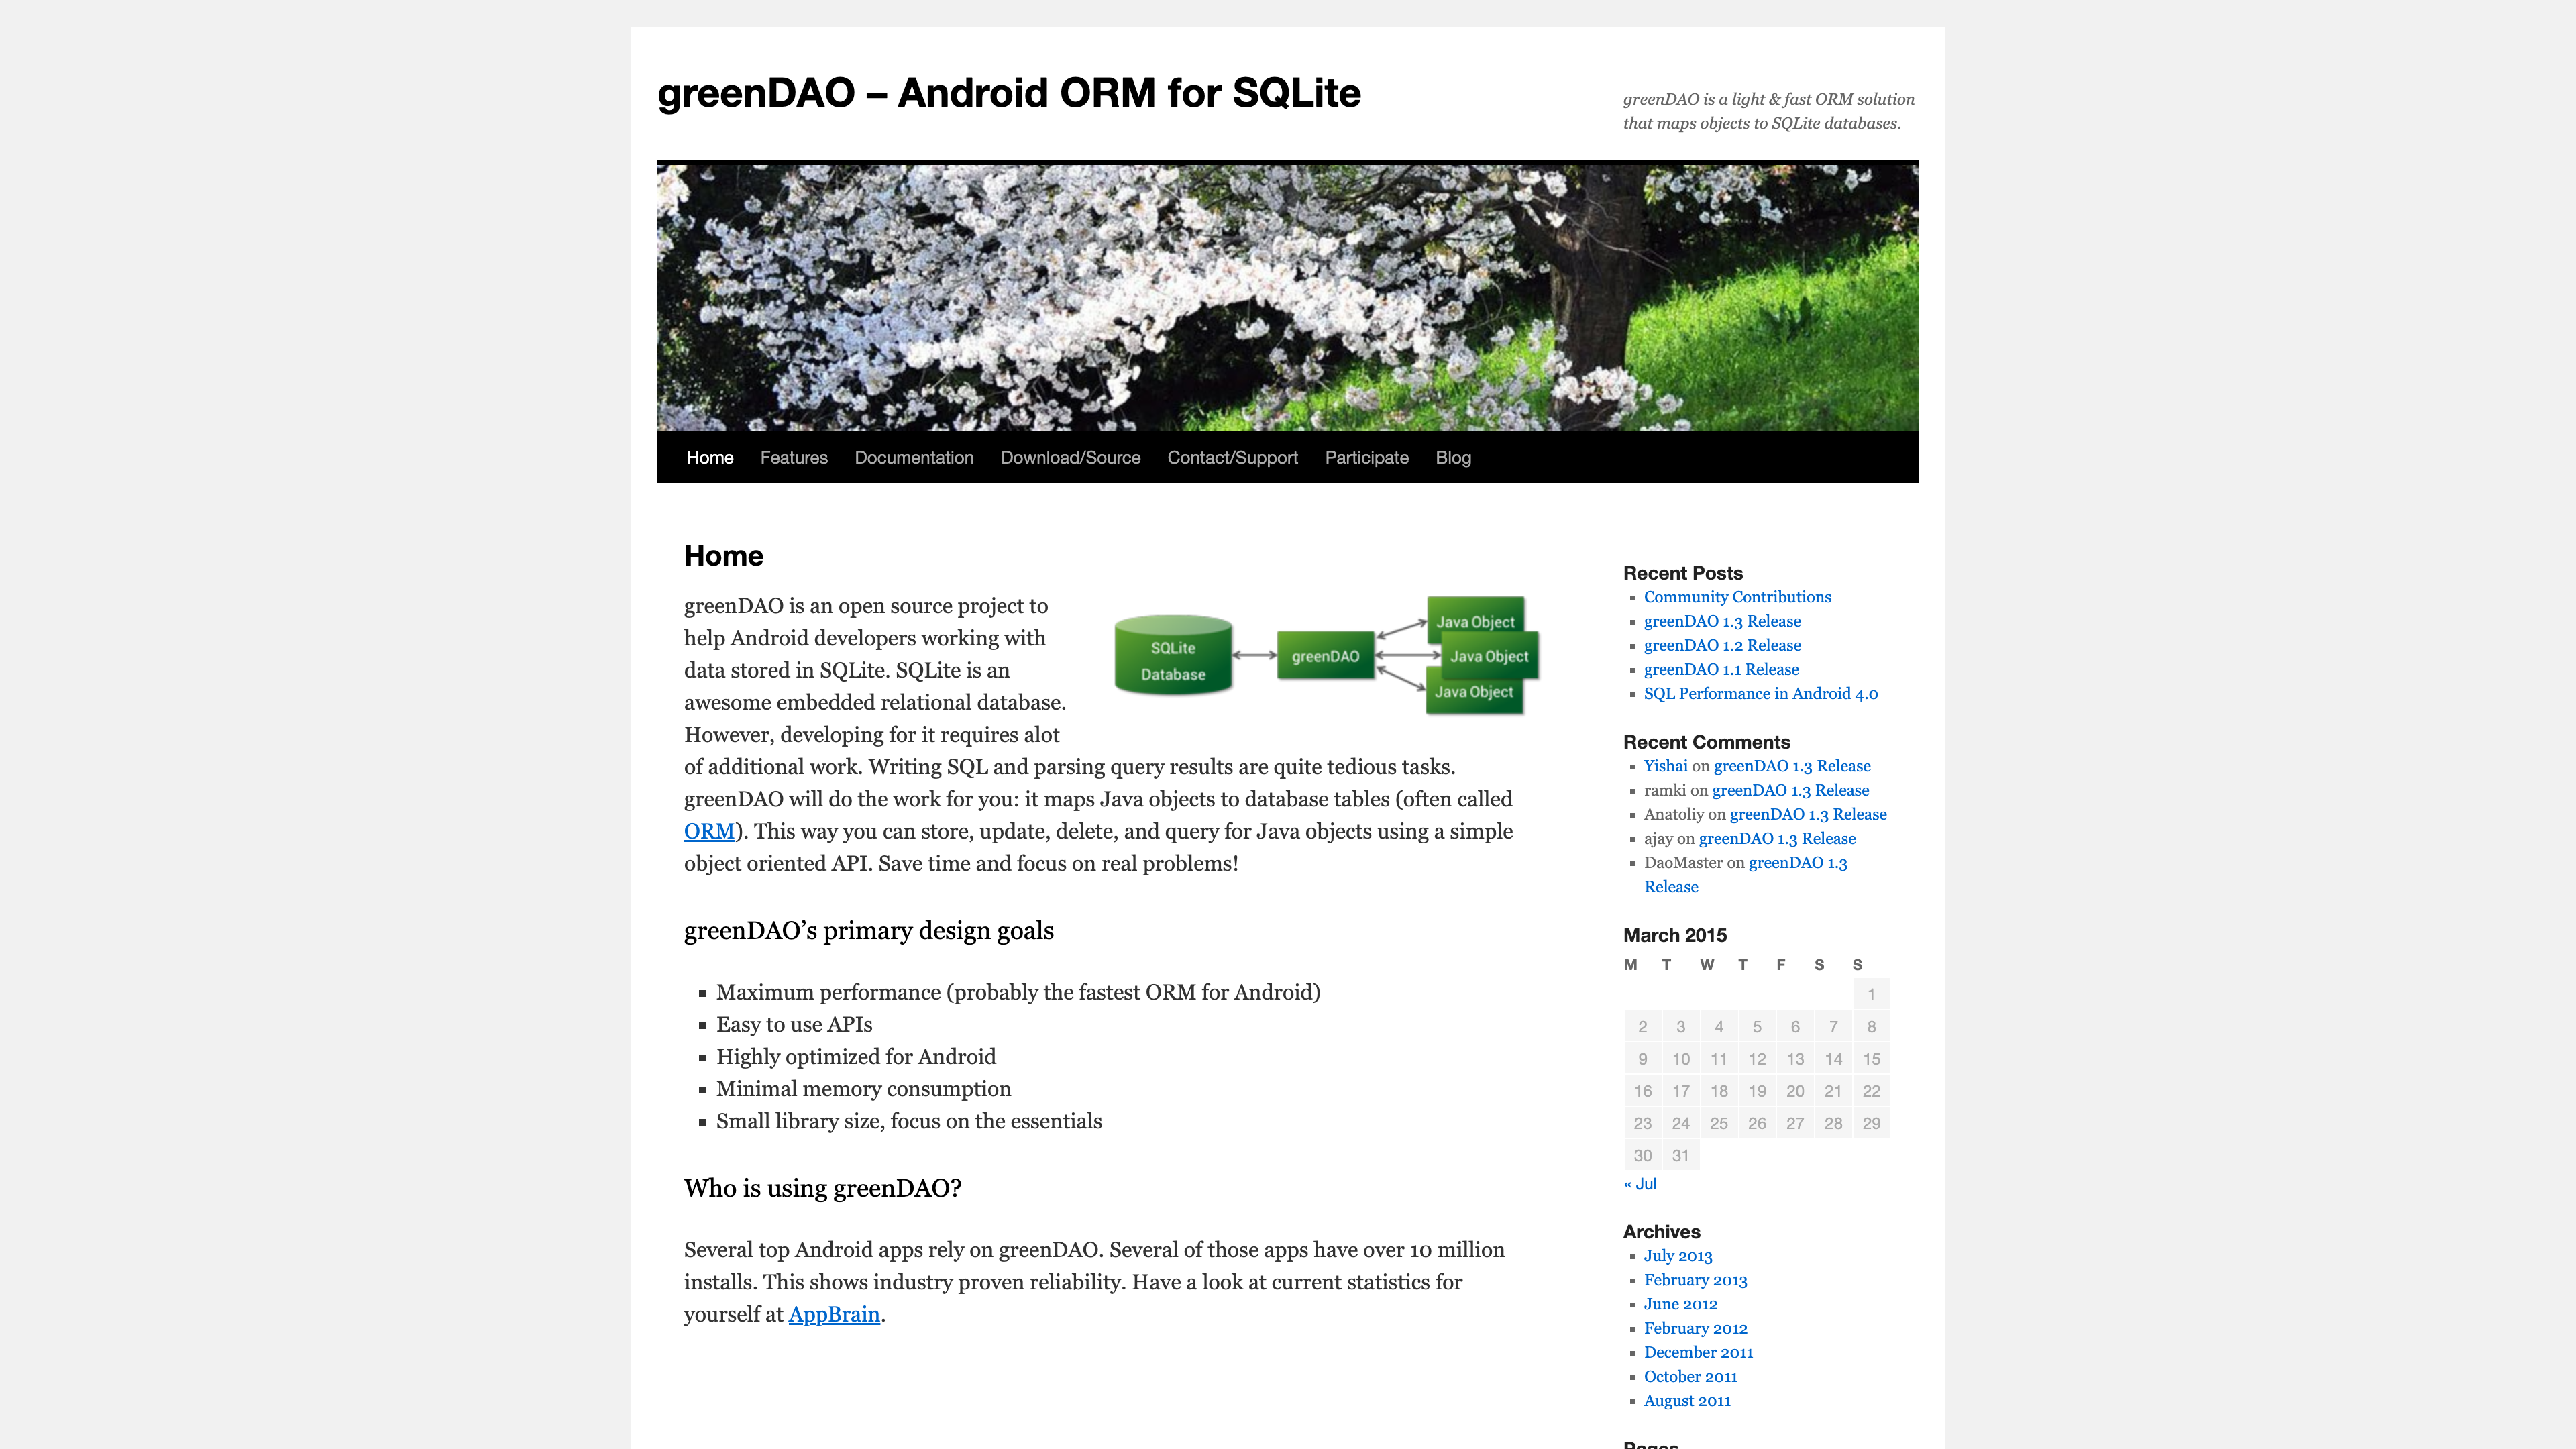 greenDAO – Android ORM for SQLite
greenDAO is a light & fast ORM solution
that maps objects to SQLite databases.
Home Features Documentation Download/Source Contact/Support Participate Blog
Home
greenDAO is an open source project to
help Android developers working with
data stored in SQLite. SQLite is an
awesome embedded relational database.
However, developing for it requires alot
of additional work. Writing SQL and parsing query results are quite tedious tasks.
greenDAO will do the work for you: it maps Java objects to database tables (often called
ORM). This way you can store, update, delete, and query for Java objects using a simple
object oriented API. Save time and focus on real problems!
SQLite
Database
greenDAO
Java Object
Java Object
Java Object
greenDAO’s primary design goals
Maximum performance (probably the fastest ORM for Android)
Easy to use APIs
Highly optimized for Android
Minimal memory consumption
Small library size, focus on the essentials
Who is using greenDAO?
Several top Android apps rely on greenDAO. Several of those apps have over 10 million
installs. This shows industry proven reliability. Have a look at current statistics for
yourself at AppBrain.
Recent Posts
Community Contributions
greenDAO 1.3 Release
greenDAO 1.2 Release
greenDAO 1.1 Release
SQL Performance in Android 4.0
Recent Comments
Yishai on greenDAO 1.3 Release
ramki on greenDAO 1.3 Release
Anatoliy on greenDAO 1.3 Release
ajay on greenDAO 1.3 Release
DaoMaster on greenDAO 1.3
Release
March 2015
M T W T F S S
1
2 3 4 5 6 7 8
9 10 11 12 13 14 15
16 17 18 19 20 21 22
23 24 25 26 27 28 29
30 31
« Jul
Archives
July 2013
February 2013
June 2012
February 2012
December 2011
October 2011
August 2011
Pages